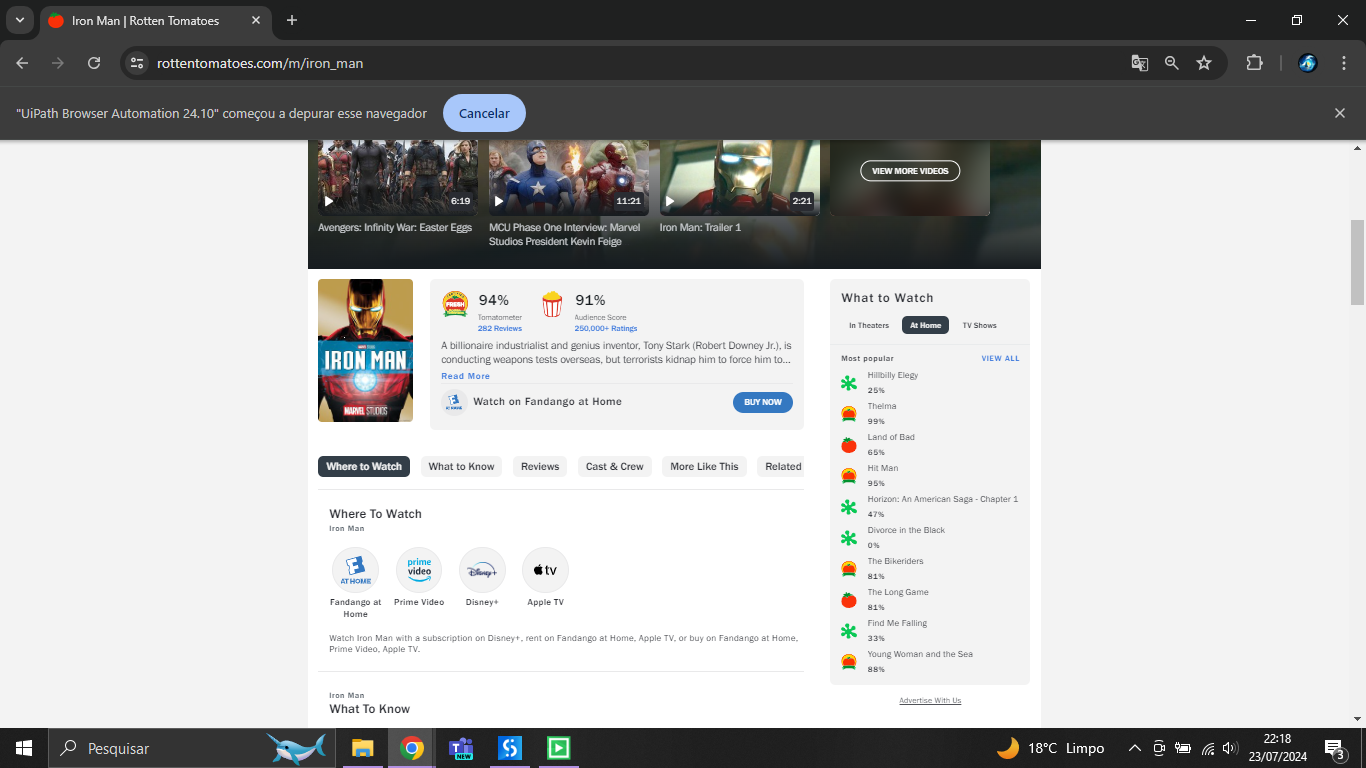 Iron Man | Rotten Tomatoes
rottentomatoes.com/m/iron_man
"UiPath Browser Automation 24.10" começou a depurar esse navegador
Cancelar
6:19
11:21
2:21
VIEW MORE VIDEOS
Avengers: Infinity War: Easter Eggs
MCU Phase One Interview: Marvel
Studios President Kevin Feige
Iron Man: Trailer 1
IRON MAN
MARVEL STUDIOS
FRESH
94%
Tomatometer
282 Reviews
91%
Audience Score
250,000+ Ratings
A billionaire industrialist and genius inventor, Tony Stark (Robert Downey Jr.), is
conducting weapons tests overseas, but terrorists kidnap him to force him to...
Read More
AT HOME
Watch on Fandango at Home
BUY NOW
Where to Watch
What to Know
Reviews
Cast & Crew
More Like This
Related
Where To Watch
Iron Man
AT HOME
prime
video
Disney+
tv
Fandango at
Home
Prime Video
Disney+
Apple TV
Watch Iron Man with a subscription on Disney+, rent on Fandango at Home, Apple TV, or buy on Fandango at Home,
Prime Video, Apple TV.
Iron Man
What To Know
What to Watch
In Theaters
At Home
TV Shows
Most popular
VIEW ALL
Hillbilly Elegy
25%
Thelma
99%
Land of Bad
65%
Hit Man
95%
Horizon: An American Saga - Chapter 1
47%
Divorce in the Black
0%
The Bikeriders
81%
The Long Game
81%
Find Me Falling
33%
Young Woman and the Sea
88%
Advertise With Us
Pesquisar
NEW
18°C Limpo
22:18
23/07/2024
3